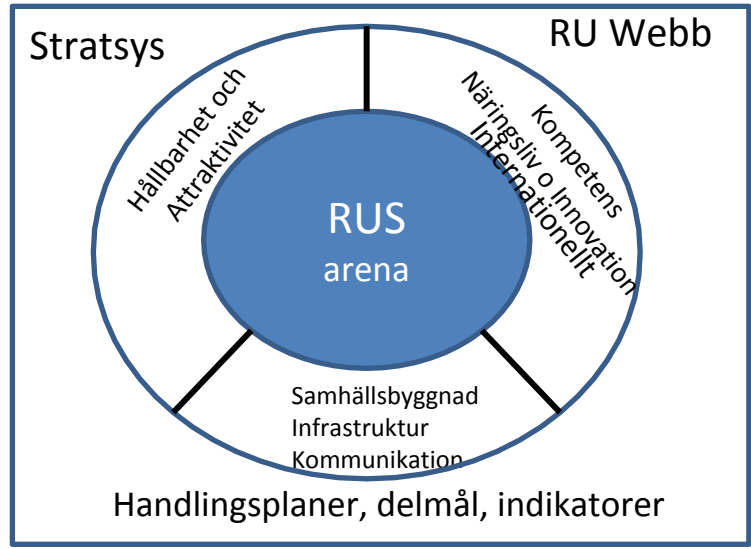 Stratsys
RU Webb
Hållbarhet och
Attraktivitet
Kompetens
Näringsliv o Innovation
Internationellt
RUS
arena
Samhällsbyggnad
Infrastruktur
Kommunikation
Handlingsplaner, delmål, indikatorer